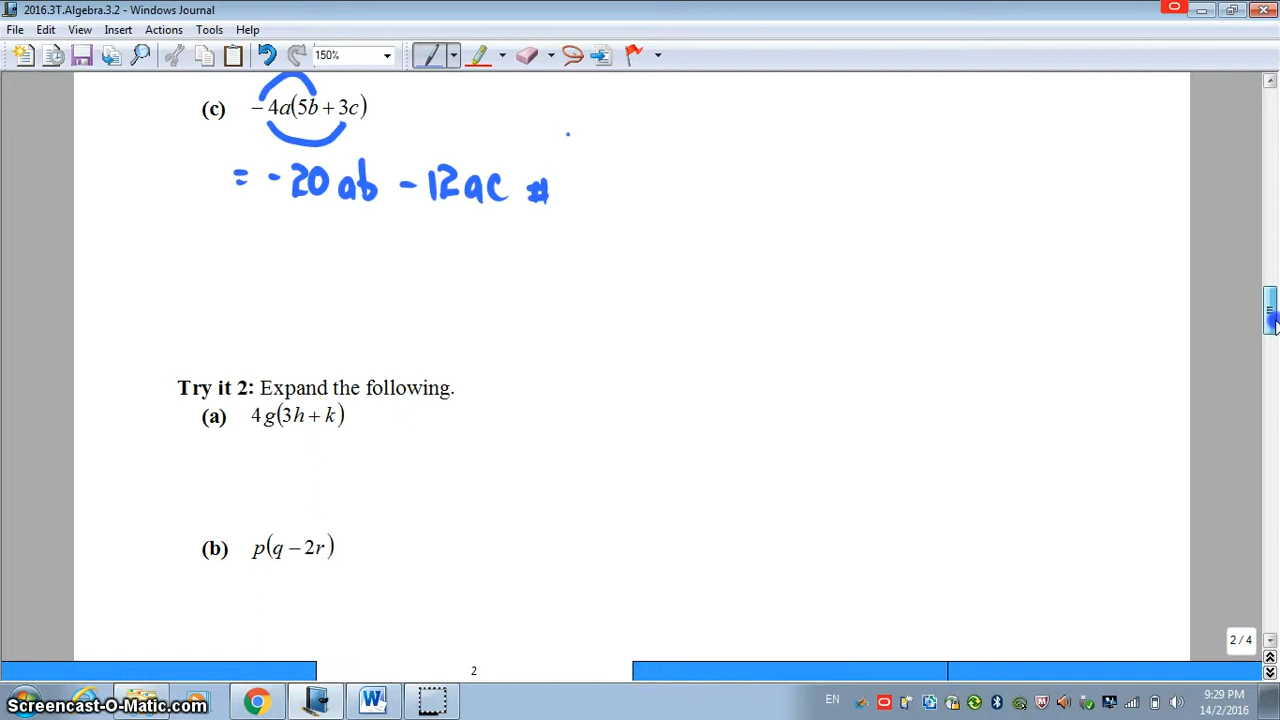 2016.3T.Algebra.3.2 - Windows Journal
File Edit View Insert Actions Tools Help
150%
(c) −4a(5b+3c)
= -20ab -12ac #
Try it 2: Expand the following.
(a) 4g(3h+k)
(b) p(q−2r)
2/4
2
Screencast-O-Matic.com
EN
9:29 PM
14/2/2016